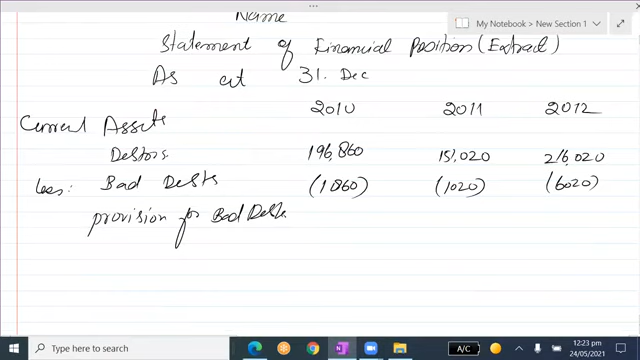 Name
My Notebook > New Section 1
Statement of Financial Position (Extract)
As at 31. Dec
2010 2011 2012
Current Assets
Debtors 196,860 151,020 216,020
Less: Bad Debts (1860) (1020) (6020)
provision for Bad Debts
Type here to search
A/C
12:23 pm
24/05/2021